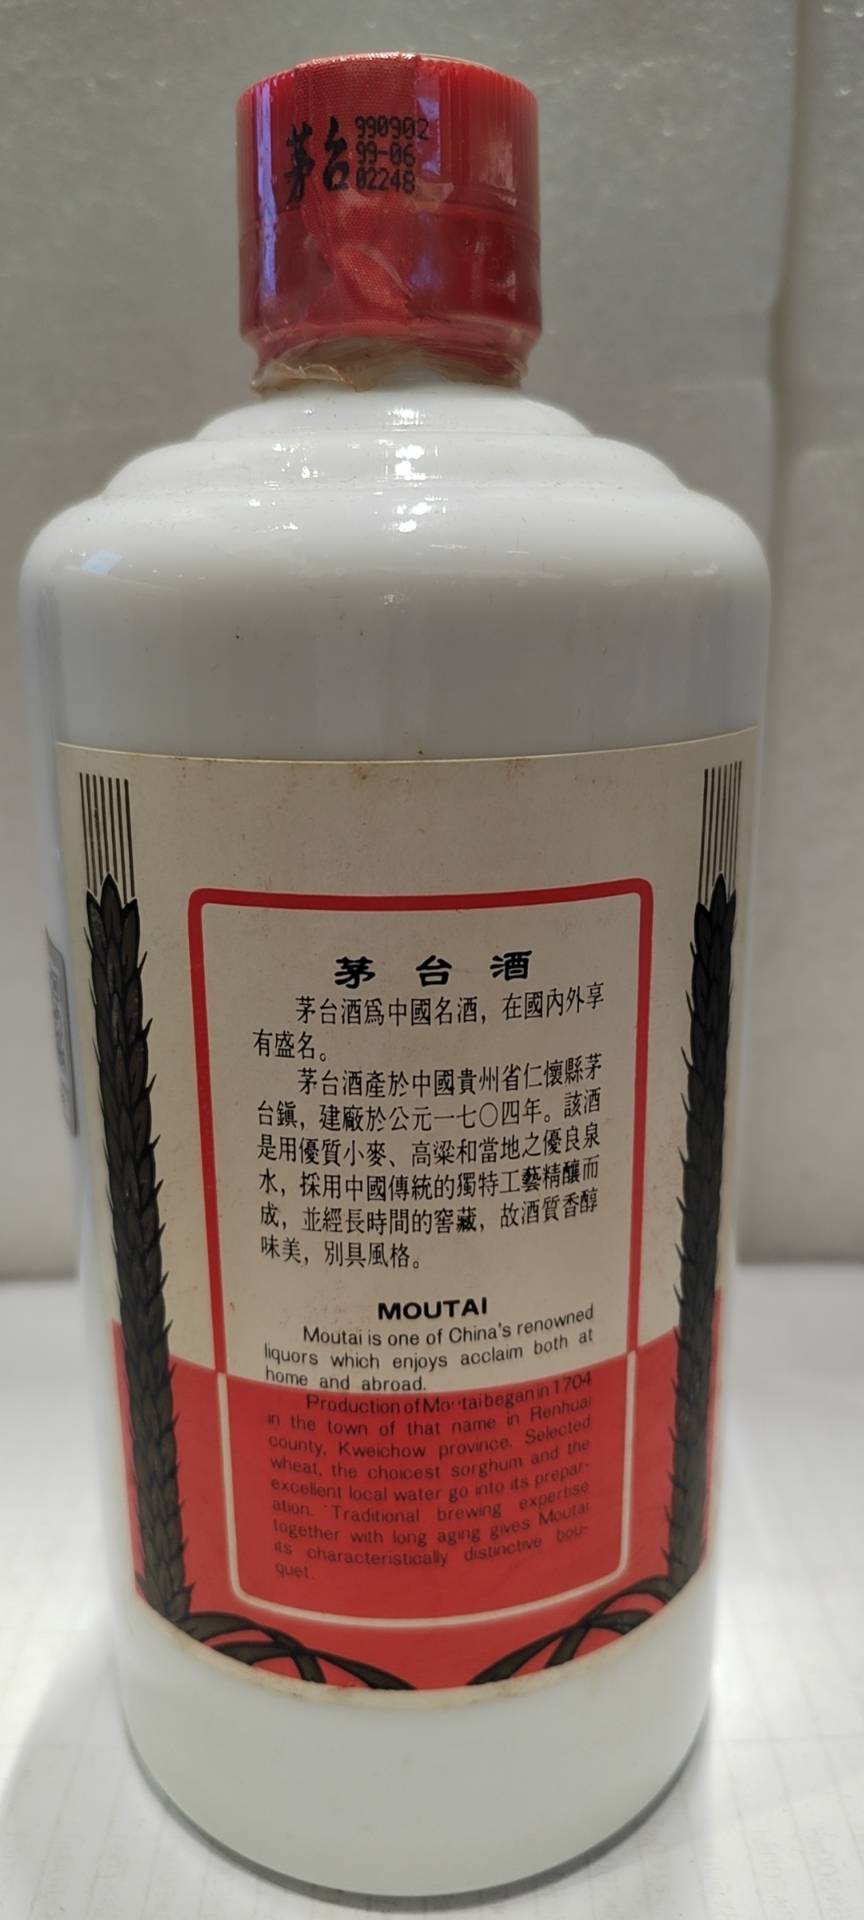 茅台
990902
99-06
02248
茅台酒
茅台酒爲中國名酒，在國內外享
有盛名。
茅台酒產於中國貴州省仁懷縣茅
台鎭，建廠於公元一七〇四年。該酒
是用優質小麥、高粱和當地之優良泉
水，採用中國傳統的獨特工藝精釀而
成，並經長時間的窖藏，故酒質香醇
味美，別具風格。
MOUTAI
Moutai is one of China's renowned
liquors which enjoys acclaim both at
home and abroad.
Production of Moutai began in 1704
in the town of that name in Renhuai
county, Kweichow province. Selected
wheat, the choicest sorghum and the
excellent local water go into its prepar-
ation. Traditional brewing expertise
together with long aging gives Moutai
its characteristically distinctive bou-
quet.